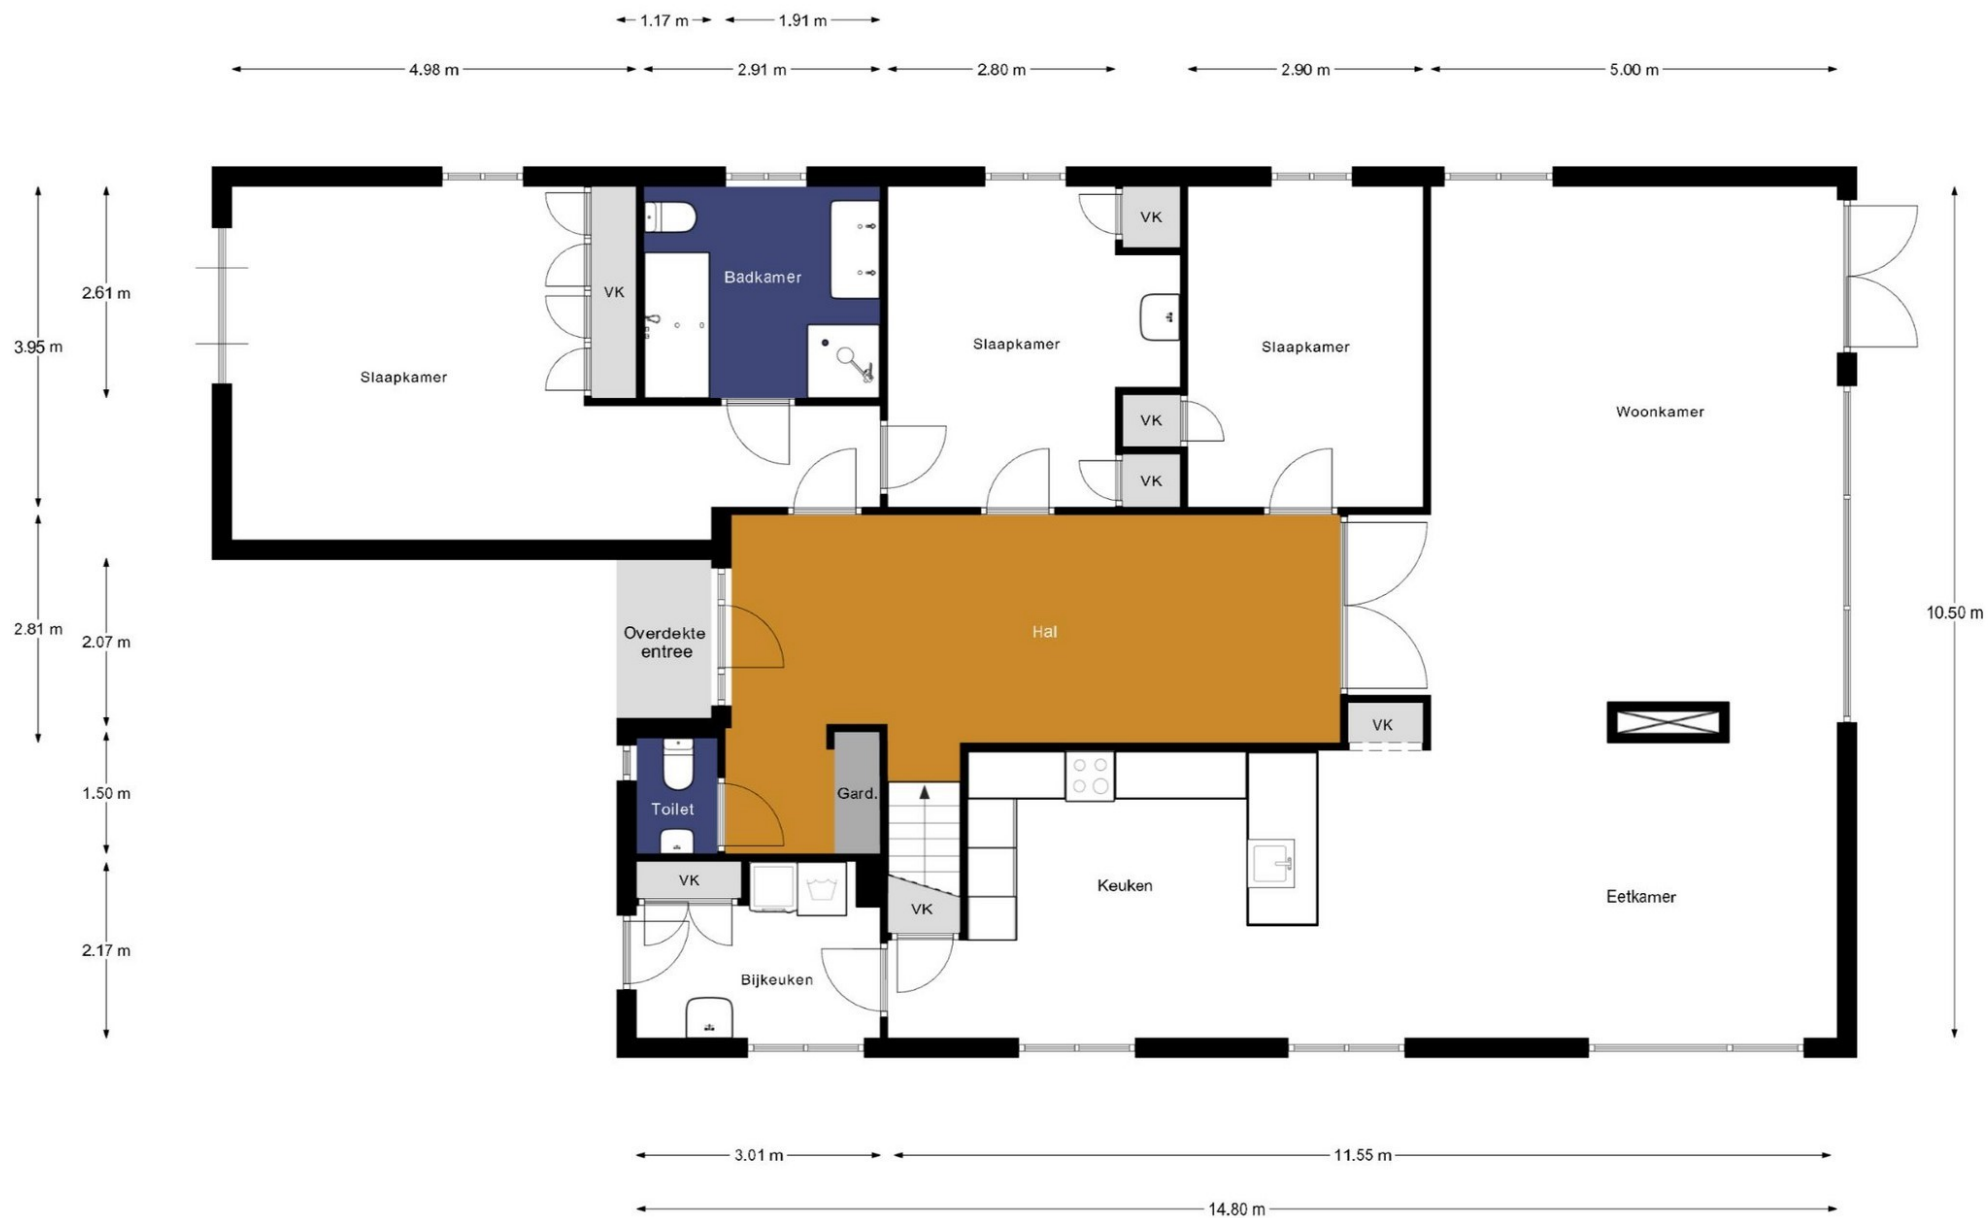 1.17 m
1.91 m
4.98 m
2.91 m
2.80 m
2.90 m
5.00 m
VK
Badkamer
2.61 m
VK
3.95 m
Slaapkamer
Slaapkamer
Slaapkamer
Woonkamer
VK
VK
10.50 m
2.81 m
2.07 m
Overdekte
entree
Hal
VK
1.50 m
Gard.
Toilet
VK
Keuken
Eetkamer
VK
2.17 m
Bijkeuken
3.01 m
11.55 m
14.80 m